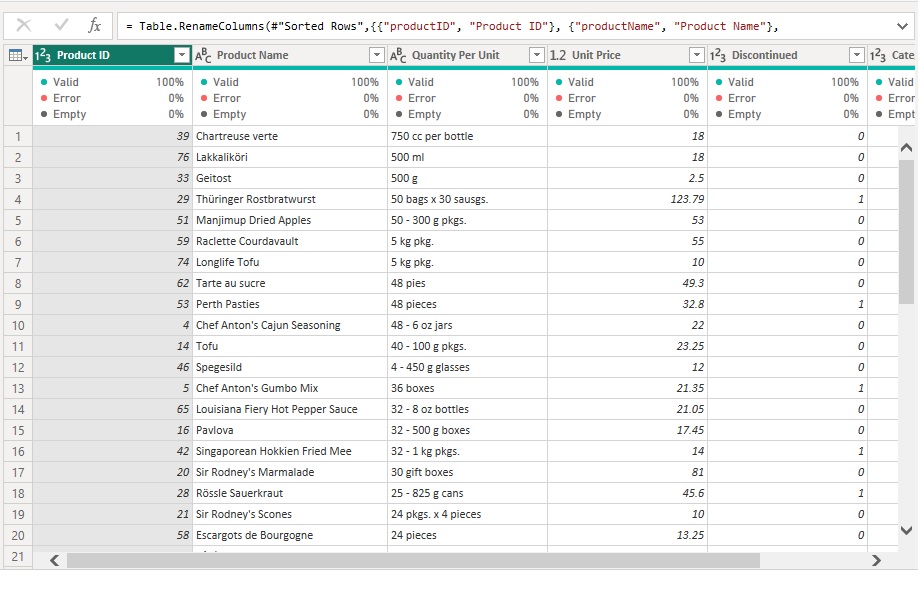 fx = Table.RenameColumns(#"Sorted Rows",{{"productID", "Product ID"}, {"productName", "Product Name"},
1²3 Product ID ABC Product Name ABC Quantity Per Unit 1.2 Unit Price 1²3 Discontinued 1²3 Cate
Valid 100% Valid 100% Valid 100% Valid 100% Valid 100% Valid
Error 0% Error 0% Error 0% Error 0% Error 0% Error
Empty 0% Empty 0% Empty 0% Empty 0% Empty 0% Empt
1 39 Chartreuse verte 750 cc per bottle 18 0
2 76 Lakkalikööri 500 ml 18 0
3 33 Geitost 500 g 2.5 0
4 29 Thüringer Rostbratwurst 50 bags x 30 sausgs. 123.79 1
5 51 Manjimup Dried Apples 50 - 300 g pkgs. 53 0
6 59 Raclette Courdavault 5 kg pkg. 55 0
7 74 Longlife Tofu 5 kg pkg. 10 0
8 62 Tarte au sucre 48 pies 49.3 0
9 53 Perth Pasties 48 pieces 32.8 1
10 4 Chef Anton's Cajun Seasoning 48 - 6 oz jars 22 0
11 14 Tofu 40 - 100 g pkgs. 23.25 0
12 46 Spegesild 4 - 450 g glasses 12 0
13 5 Chef Anton's Gumbo Mix 36 boxes 21.35 1
14 65 Louisiana Fiery Hot Pepper Sauce 32 - 8 oz bottles 21.05 0
15 16 Pavlova 32 - 500 g boxes 17.45 0
16 42 Singaporean Hokkien Fried Mee 32 - 1 kg pkgs. 14 1
17 20 Sir Rodney's Marmalade 30 gift boxes 81 0
18 28 Rössle Sauerkraut 25 - 825 g cans 45.6 1
19 21 Sir Rodney's Scones 24 pkgs. x 4 pieces 10 0
20 58 Escargots de Bourgogne 24 pieces 13.25 0
21